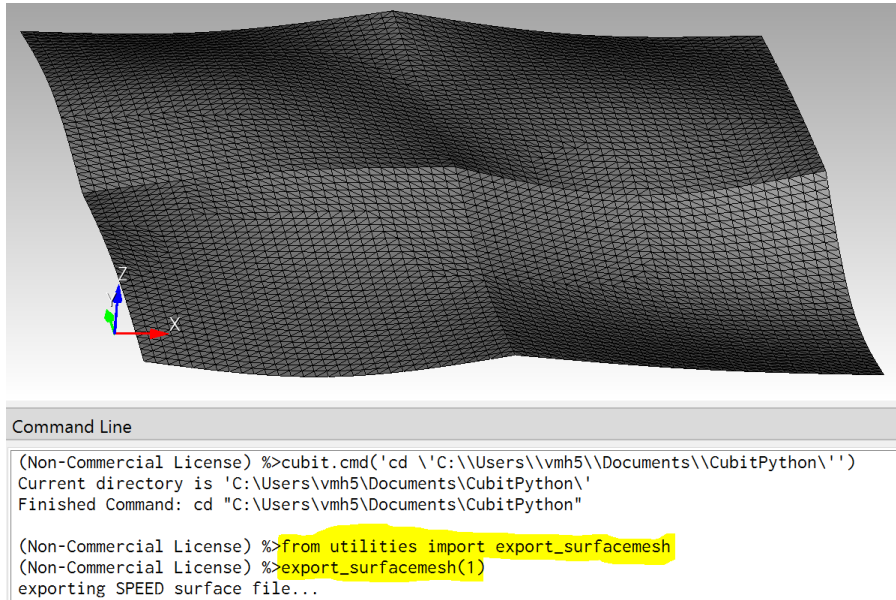 Z
Y
X
Command Line
(Non-Commercial License) %>cubit.cmd('cd \'C:\\Users\\vmh5\\Documents\\CubitPython\'')
Current directory is 'C:\Users\vmh5\Documents\CubitPython\'
Finished Command: cd "C:\Users\vmh5\Documents\CubitPython"
(Non-Commercial License) %>from utilities import export_surfacemesh
(Non-Commercial License) %>export_surfacemesh(1)
exporting SPEED surface file...